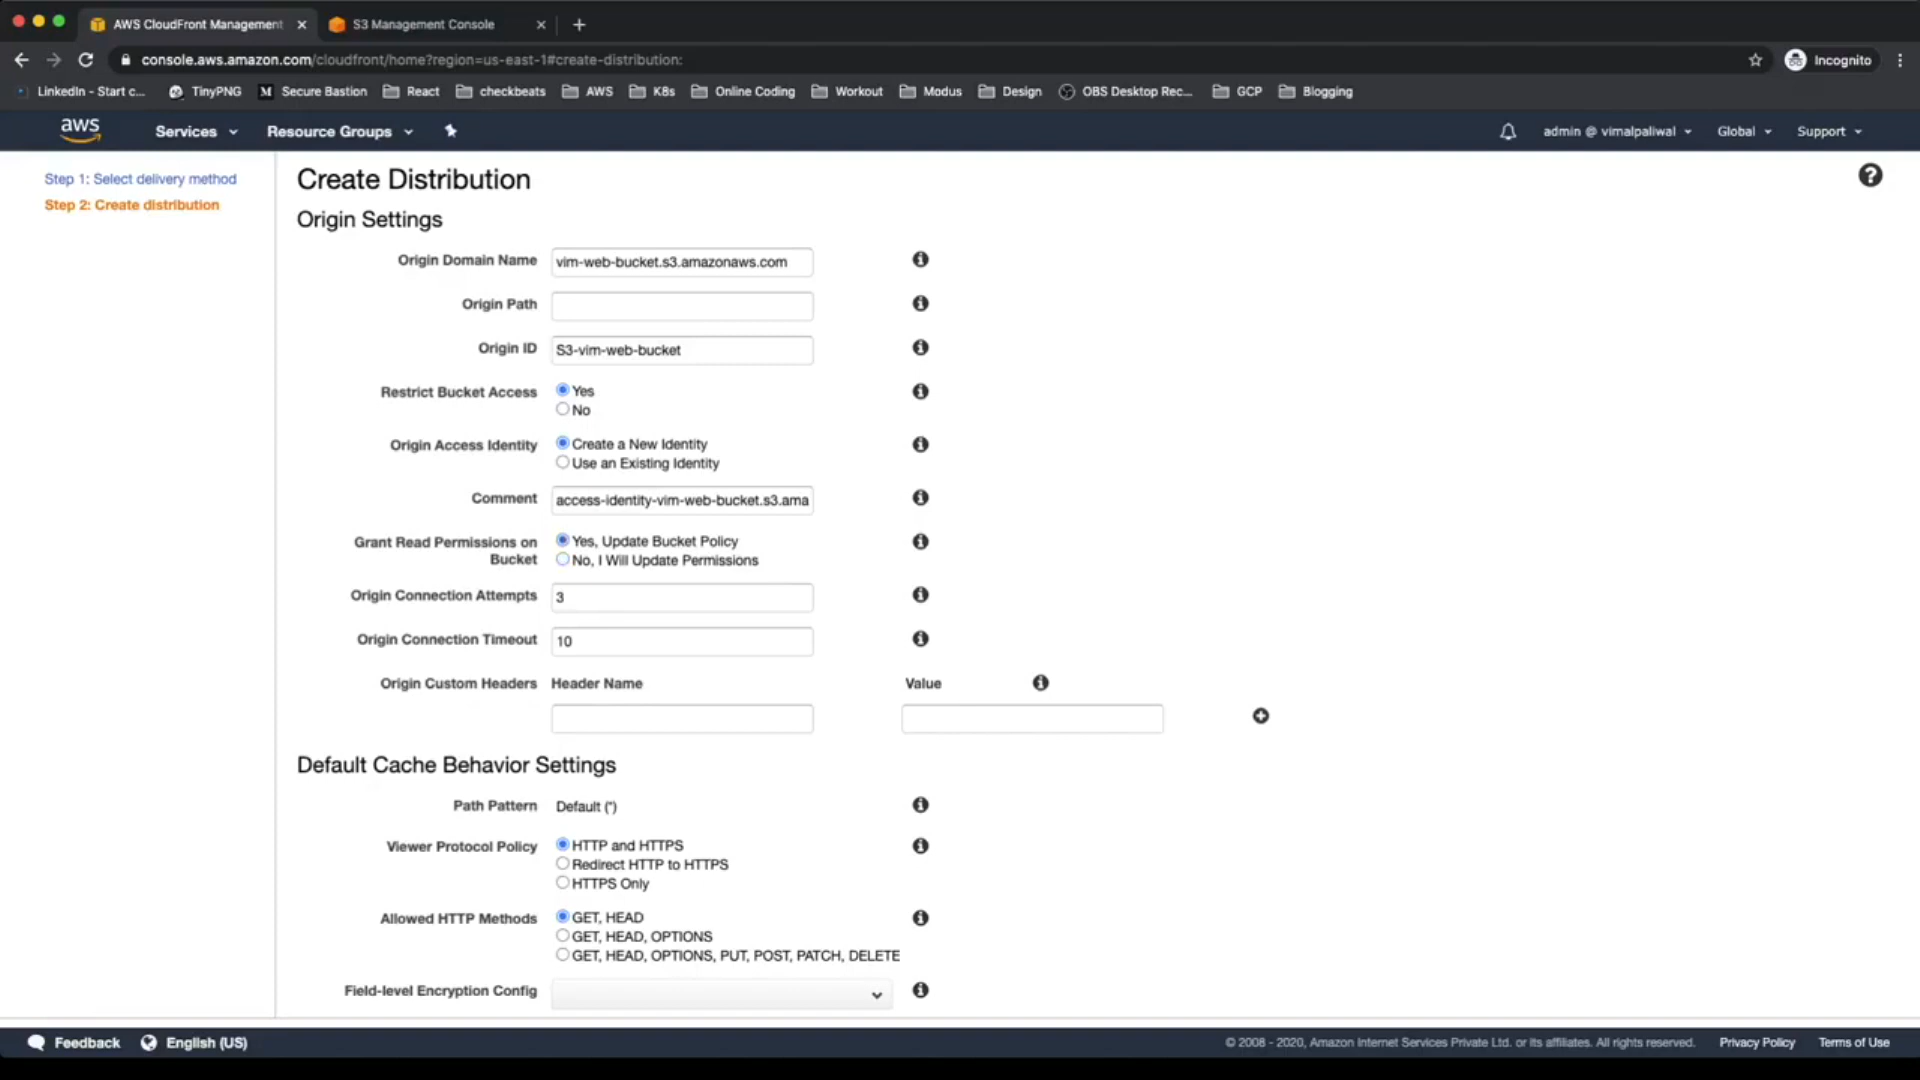 AWS CloudFront Management
S3 Management Console
console.aws.amazon.com/cloudfront/home?region=us-east-1#create-distribution:
Incognito
LinkedIn - Start c...
TinyPNG
M Secure Bastion
React
checkbeats
AWS
K8s
Online Coding
Workout
Modus
Design
OBS Desktop Rec...
GCP
Blogging
aws
Services
Resource Groups
admin @ vimalpaliwal
Global
Support
Step 1: Select delivery method
Step 2: Create distribution
Create Distribution
Origin Settings
Origin Domain Name vim-web-bucket.s3.amazonaws.com
Origin Path
Origin ID S3-vim-web-bucket
Restrict Bucket Access Yes
No
Origin Access Identity Create a New Identity
Use an Existing Identity
Comment access-identity-vim-web-bucket.s3.ama
Grant Read Permissions on Bucket
Yes, Update Bucket Policy
No, I Will Update Permissions
Origin Connection Attempts 3
Origin Connection Timeout 10
Origin Custom Headers Header Name Value
Default Cache Behavior Settings
Path Pattern Default (*)
Viewer Protocol Policy HTTP and HTTPS
Redirect HTTP to HTTPS
HTTPS Only
Allowed HTTP Methods GET, HEAD
GET, HEAD, OPTIONS
GET, HEAD, OPTIONS, PUT, POST, PATCH, DELETE
Field-level Encryption Config
Feedback
English (US)
© 2008 - 2020, Amazon Internet Services Private Ltd. or its affiliates. All rights reserved.
Privacy Policy
Terms of Use